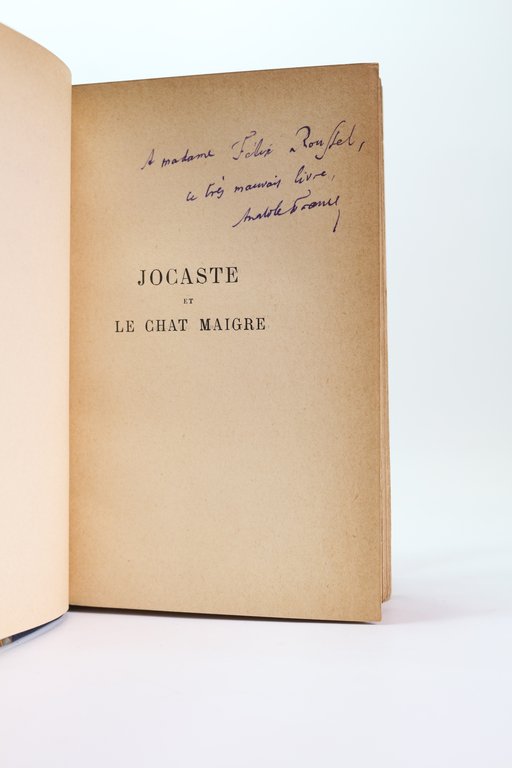 A madame Félix Roussel,
ce très mauvais livre,
Anatole France
JOCASTE
ET
LE CHAT MAIGRE